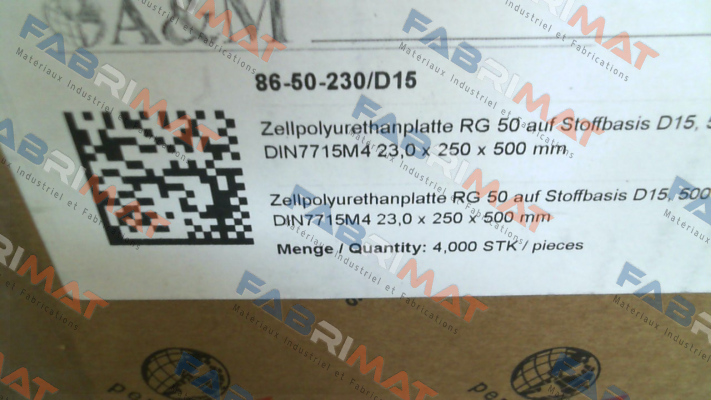 A&M
86-50-230/D15
Zellpolyurethanplatte RG 50 auf Stoffbasis D15,
DIN7715M4 23,0 x 250 x 500 mm
Zellpolyurethanplatte RG 50 auf Stoffbasis D15, 500
DIN7715M4 23,0 x 250 x 500 mm
Menge / Quantity: 4,000 STK / pieces
FABRIMAT
Matériaux Industriel et Fabrications